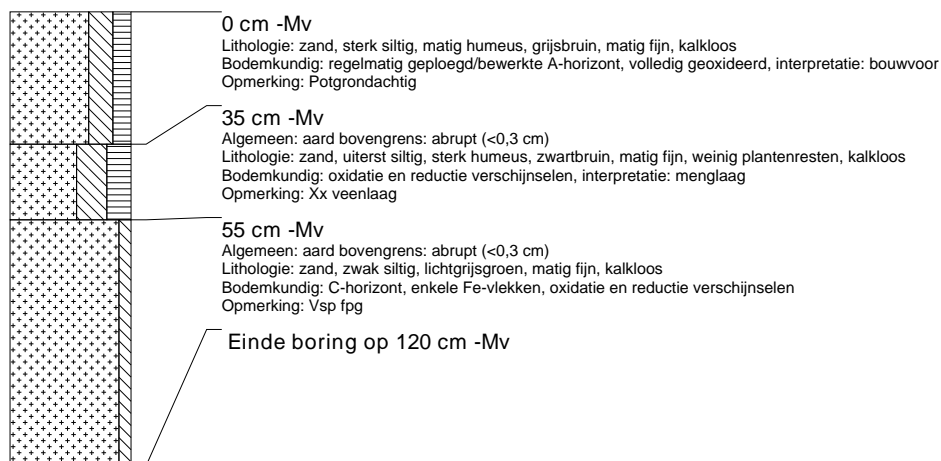 0 cm -Mv
Lithologie: zand, sterk siltig, matig humeus, grijsbruin, matig fijn, kalkloos
Bodemkundig: regelmatig geploegd/bewerkte A-horizont, volledig geoxideerd, interpretatie: bouwvoor
Opmerking: Potgrondachtig
35 cm -Mv
Algemeen: aard bovengrens: abrupt (<0,3 cm)
Lithologie: zand, uiterst siltig, sterk humeus, zwartbruin, matig fijn, weinig plantenresten, kalkloos
Bodemkundig: oxidatie en reductie verschijnselen, interpretatie: menglaag
Opmerking: Xx veenlaag
55 cm -Mv
Algemeen: aard bovengrens: abrupt (<0,3 cm)
Lithologie: zand, zwak siltig, lichtgrijsgroen, matig fijn, kalkloos
Bodemkundig: C-horizont, enkele Fe-vlekken, oxidatie en reductie verschijnselen
Opmerking: Vsp fpg
Einde boring op 120 cm -Mv